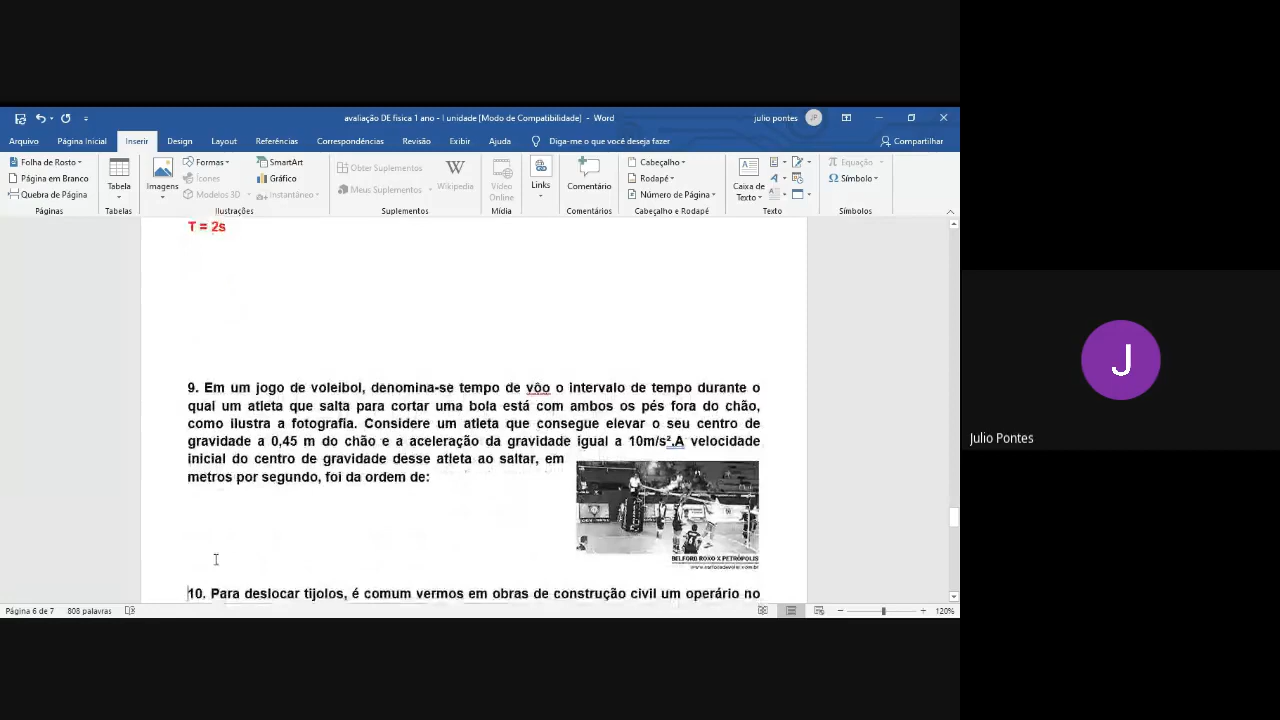 avaliação DE fisica 1 ano - I unidade [Modo de Compatibilidade] - Word
julio pontes
JP
Arquivo Página Inicial Inserir Design Layout Referências Correspondências Revisão Exibir Ajuda Diga-me o que você deseja fazer
Compartilhar
Folha de Rosto
Página em Branco
Quebra de Página
Páginas
Tabela
Tabelas
Imagens
Formas
Ícones
Modelos 3D
SmartArt
Gráfico
Instantâneo
Ilustrações
Obter Suplementos
Meus Suplementos
Wikipedia
Suplementos
Vídeo
Online
Mídia
Links
Comentário
Comentários
Cabeçalho
Rodapé
Número de Página
Cabeçalho e Rodapé
Caixa de
Texto
Texto
Equação
Símbolo
Símbolos
T = 2s
9. Em um jogo de voleibol, denomina-se tempo de vôo o intervalo de tempo durante o
qual um atleta que salta para cortar uma bola está com ambos os pés fora do chão,
como ilustra a fotografia. Considere um atleta que consegue elevar o seu centro de
gravidade a 0,45 m do chão e a aceleração da gravidade igual a 10m/s².A velocidade
inicial do centro de gravidade desse atleta ao saltar, em
metros por segundo, foi da ordem de:
BELFORD ROXO X PETRÓPOLIS
10. Para deslocar tijolos, é comum vermos em obras de construção civil um operário no
Página 6 de 7 808 palavras
120%
J
Julio Pontes